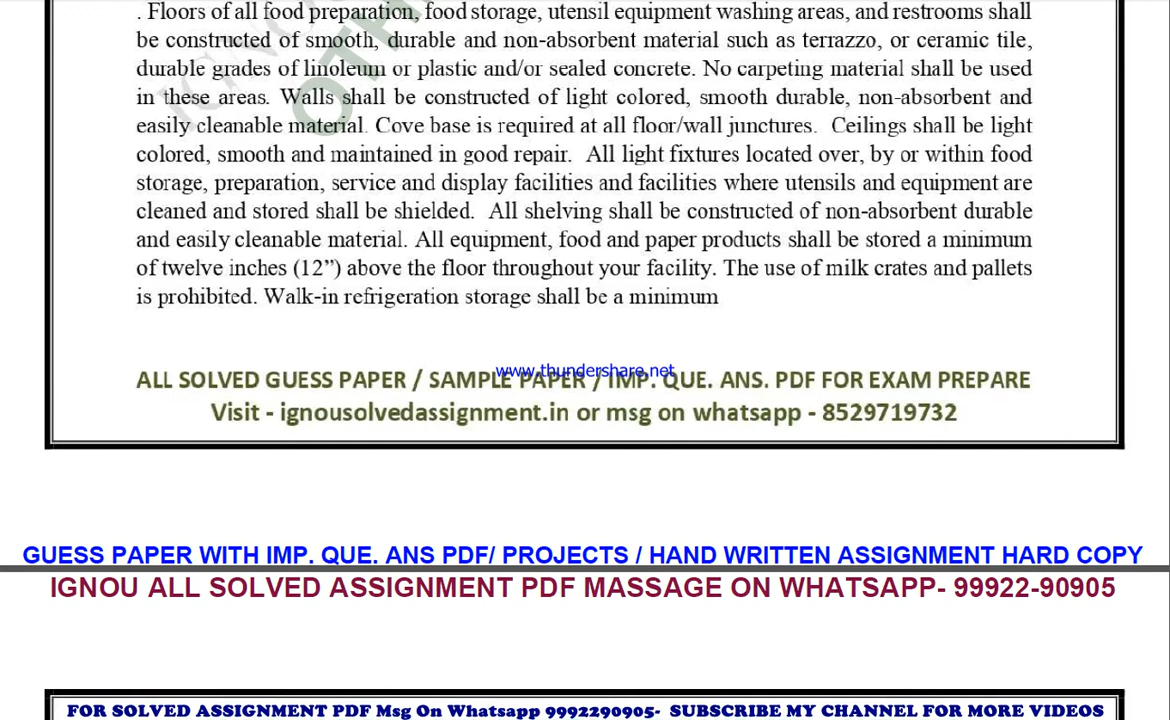 . Floors of all food preparation, food storage, utensil equipment washing areas, and restrooms shall
be constructed of smooth, durable and non-absorbent material such as terrazzo, or ceramic tile,
durable grades of linoleum or plastic and/or sealed concrete. No carpeting material shall be used
in these areas. Walls shall be constructed of light colored, smooth durable, non-absorbent and
easily cleanable material. Cove base is required at all floor/wall junctures.  Ceilings shall be light
colored, smooth and maintained in good repair.  All light fixtures located over, by or within food
storage, preparation, service and display facilities and facilities where utensils and equipment are
cleaned and stored shall be shielded.  All shelving shall be constructed of non-absorbent durable
and easily cleanable material. All equipment, food and paper products shall be stored a minimum
of twelve inches (12”) above the floor throughout your facility. The use of milk crates and pallets
is prohibited. Walk-in refrigeration storage shall be a minimum
www.thundershare.net
ALL SOLVED GUESS PAPER / SAMPLE PAPER / IMP. QUE. ANS. PDF FOR EXAM PREPARE
Visit - ignousolvedassignment.in or msg on whatsapp - 8529719732
GUESS PAPER WITH IMP. QUE. ANS PDF/ PROJECTS / HAND WRITTEN ASSIGNMENT HARD COPY
IGNOU ALL SOLVED ASSIGNMENT PDF MASSAGE ON WHATSAPP- 99922-90905
FOR SOLVED ASSIGNMENT PDF Msg On Whatsapp 9992290905-  SUBSCRIBE MY CHANNEL FOR MORE VIDEOS